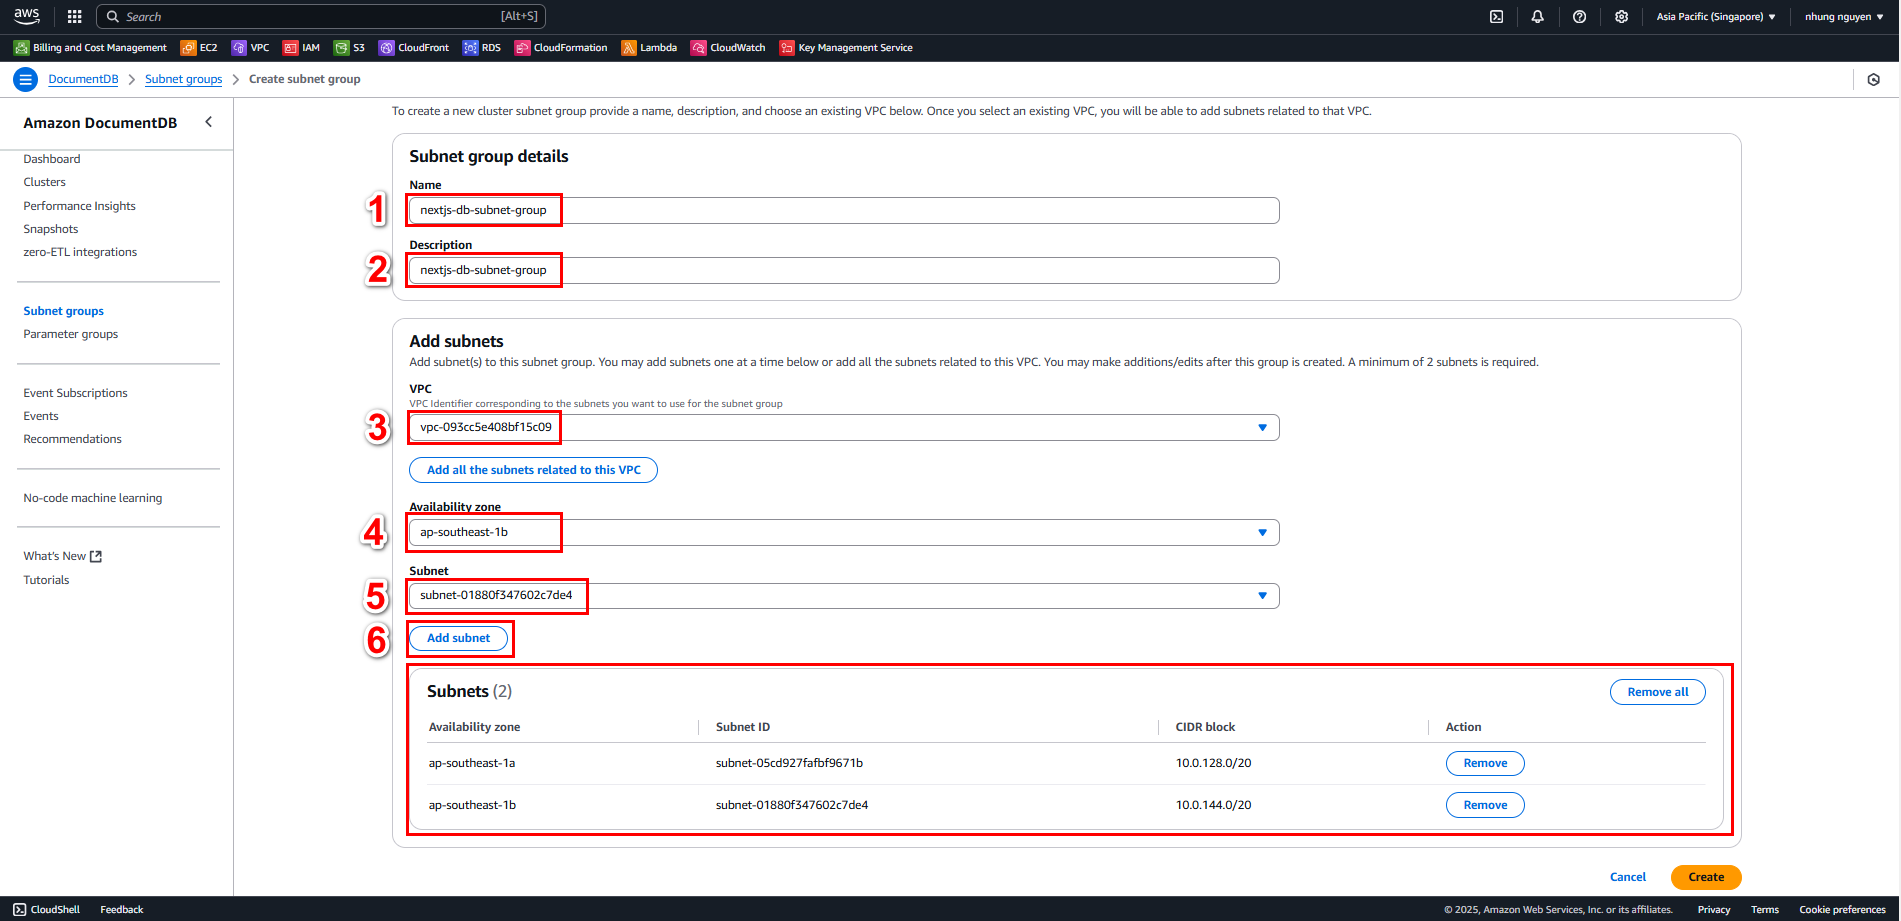 aws Search [Alt+S] Asia Pacific (Singapore) ▼ nhung nguyen ▼
Billing and Cost Management EC2 VPC IAM S3 CloudFront RDS CloudFormation Lambda CloudWatch Key Management Service
DocumentDB > Subnet groups > Create subnet group
Amazon DocumentDB
Dashboard
Clusters
Performance Insights
Snapshots
zero-ETL integrations
Subnet groups
Parameter groups
Event Subscriptions
Events
Recommendations
No-code machine learning
What's New
Tutorials
To create a new cluster subnet group provide a name, description, and choose an existing VPC below. Once you select an existing VPC, you will be able to add subnets related to that VPC.
Subnet group details
Name
1 nextjs-db-subnet-group
Description
2 nextjs-db-subnet-group
Add subnets
Add subnet(s) to this subnet group. You may add subnets one at a time below or add all the subnets related to this VPC. You may make additions/edits after this group is created. A minimum of 2 subnets is required.
VPC
VPC Identifier corresponding to the subnets you want to use for the subnet group
3 vpc-093cc5e408bf15c09
Add all the subnets related to this VPC
Availability zone
4 ap-southeast-1b
Subnet
5 subnet-01880f347602c7de4
6 Add subnet
Subnets (2) Remove all
Availability zone Subnet ID CIDR block Action
ap-southeast-1a subnet-05cd927fafbf9671b 10.0.128.0/20 Remove
ap-southeast-1b subnet-01880f347602c7de4 10.0.144.0/20 Remove
Cancel Create
CloudShell Feedback © 2025, Amazon Web Services, Inc. or its affiliates. Privacy Terms Cookie preferences